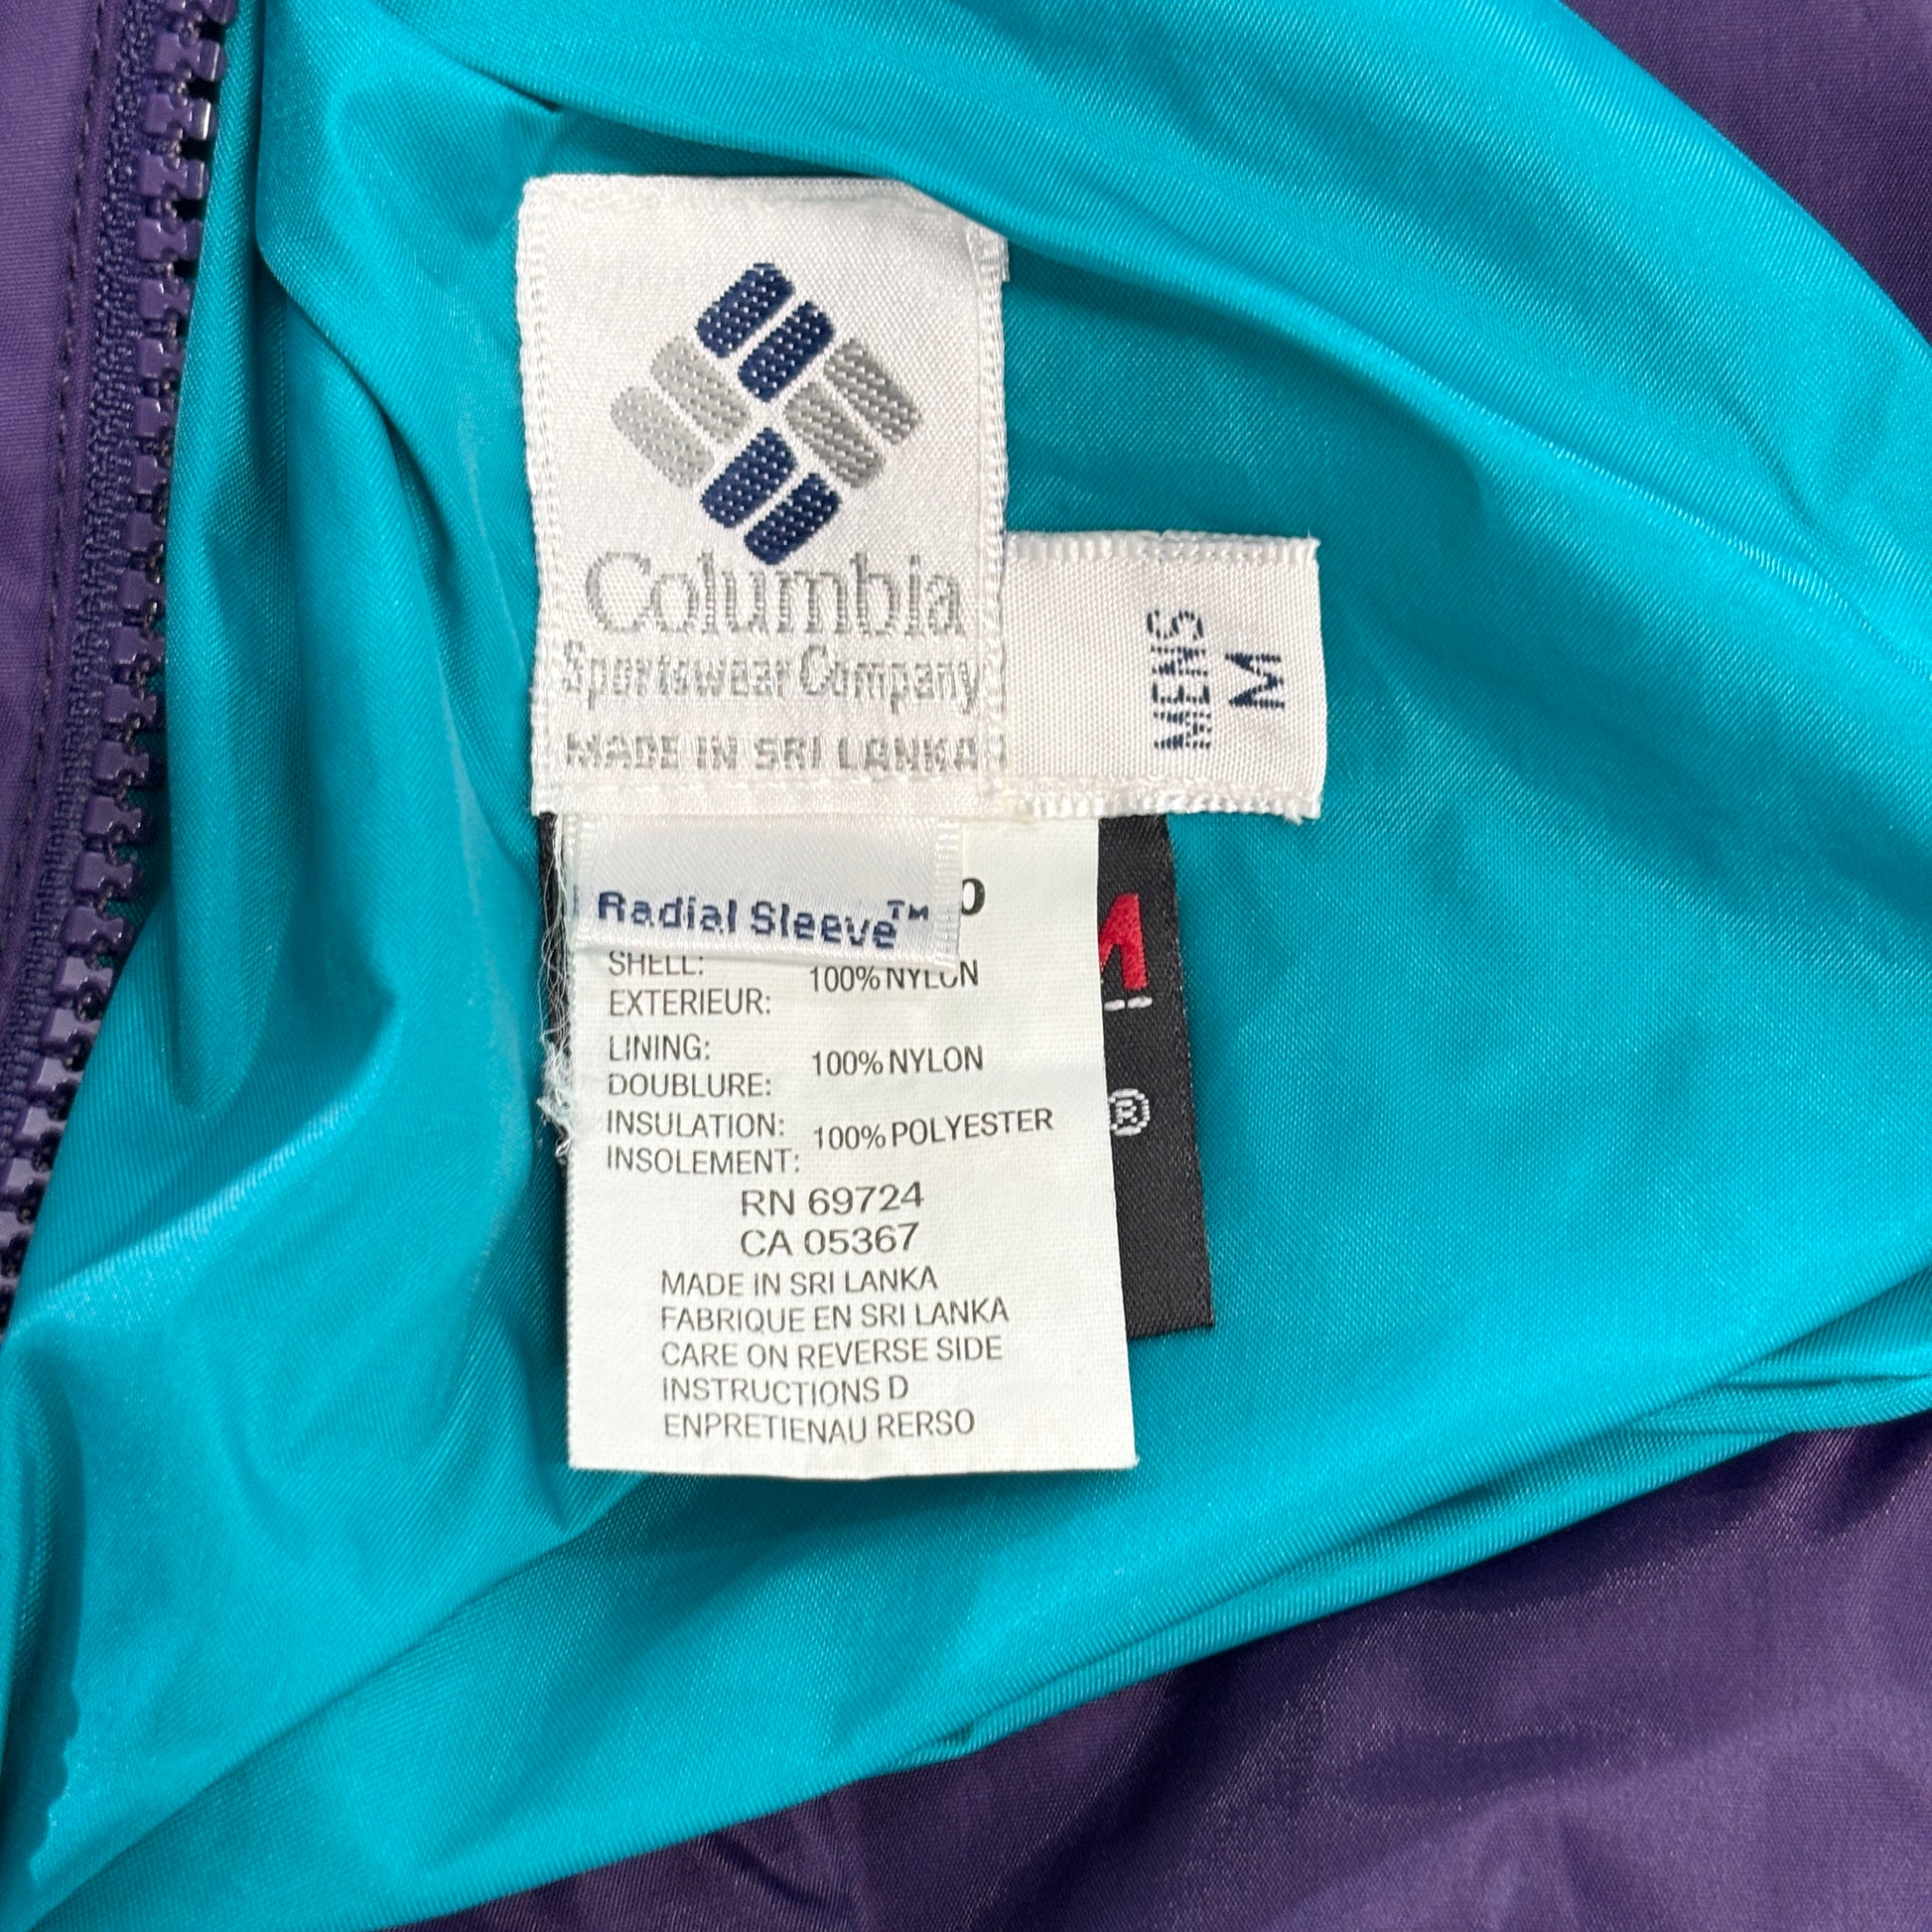 Columbia
Sportswear Company
MADE IN SRI LANKA
MENS
M
Radial Sleeve™
SHELL: 100% NYLON
EXTERIEUR:
LINING: 100% NYLON
DOUBLURE:
INSULATION: 100% POLYESTER
INSOLEMENT:
RN 69724
CA 05367
MADE IN SRI LANKA
FABRIQUE EN SRI LANKA
CARE ON REVERSE SIDE
INSTRUCTIONS D
ENPRETIENAU RERSO
®